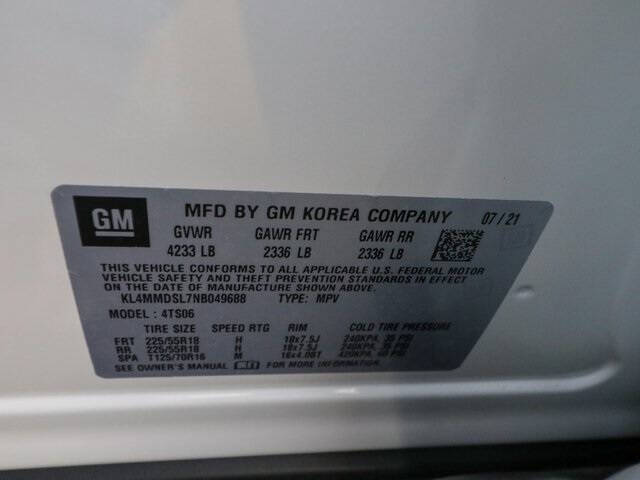 GM MFD BY GM KOREA COMPANY 07/21
GVWR GAWR FRT GAWR RR
4233 LB 2336 LB 2336 LB
THIS VEHICLE CONFORMS TO ALL APPLICABLE U.S. FEDERAL MOTOR
VEHICLE SAFETY AND THEFT PREVENTION STANDARDS IN EFFECT
ON THE DATE OF MANUFACTURE SHOWN ABOVE.
KL4MMDSL7NB049688 TYPE: MPV
MODEL: 4TS06
TIRE SIZE SPEED RTG RIM COLD TIRE PRESSURE
FRT 225/55R18 H 18x7.5J 240KPA, 35 PSI
RR 225/55R18 H 18x7.5J 240KPA, 35 PSI
SPA T125/70R16 M 16x4.0BT 420KPA, 60 PSI
SEE OWNER'S MANUAL FOR MORE INFORMATION.